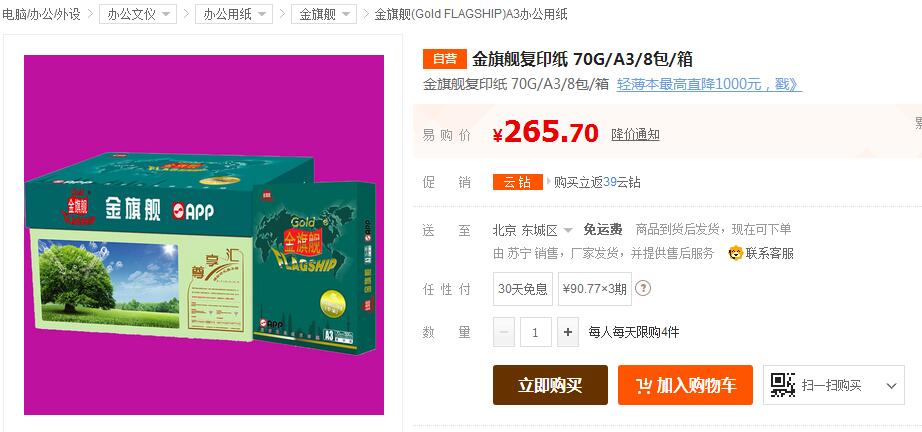 电脑/办公/外设 办公文仪 办公用纸 金旗舰 金旗舰(Gold FLAGSHIP)A3办公用纸
自营 金旗舰复印纸 70G/A3/8包/箱
金旗舰复印纸 70G/A3/8包/箱 轻薄本最高直降1000元，戳》
易购价 ¥265.70 降价通知
促销 云钻 购买立返39云钻
送至 北京 东城区 免运费 商品到货后发货，现在可下单
由 苏宁 销售，厂家发货，并提供售后服务 联系客服
任性付 30天免息 ¥90.77×3期 ?
数量 − 1 + 每人每天限购4件
立即购买 加入购物车 扫一扫购买
APP
Gold
金旗舰
FLAGSHIP
金旗舰 APP
尊享汇
Gold
金旗舰
FLAGSHIP
APP
A3